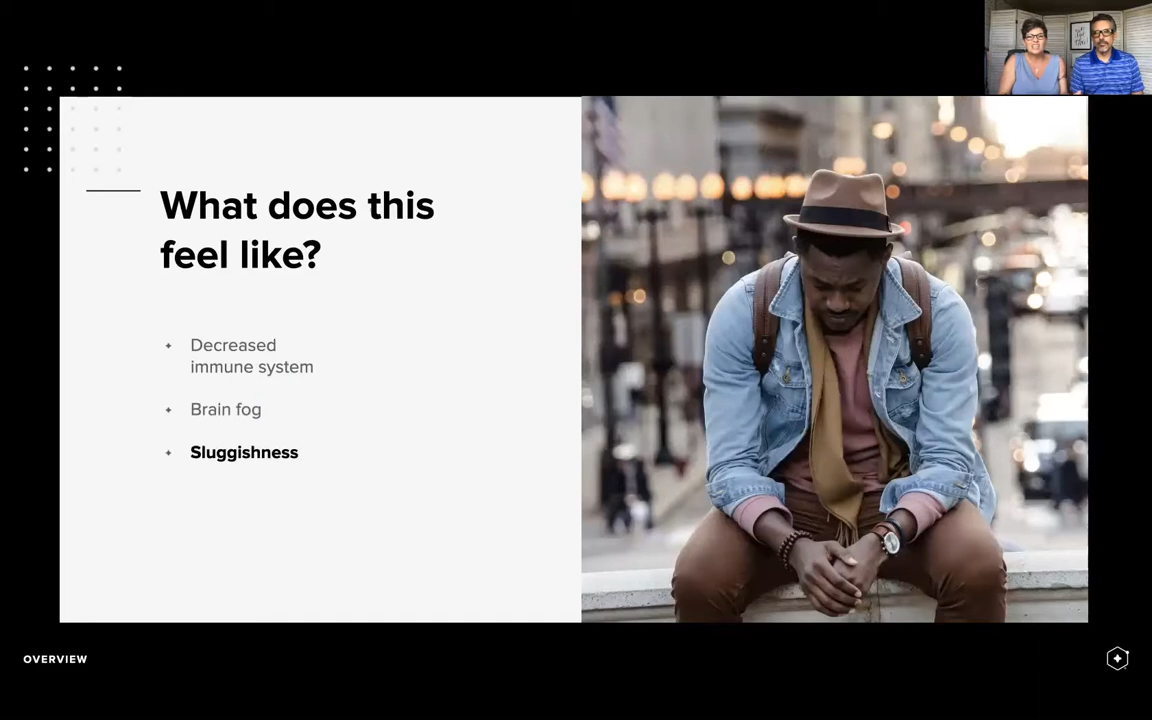 What does this
feel like?
Decreased
immune system
Brain fog
Sluggishness
OVERVIEW